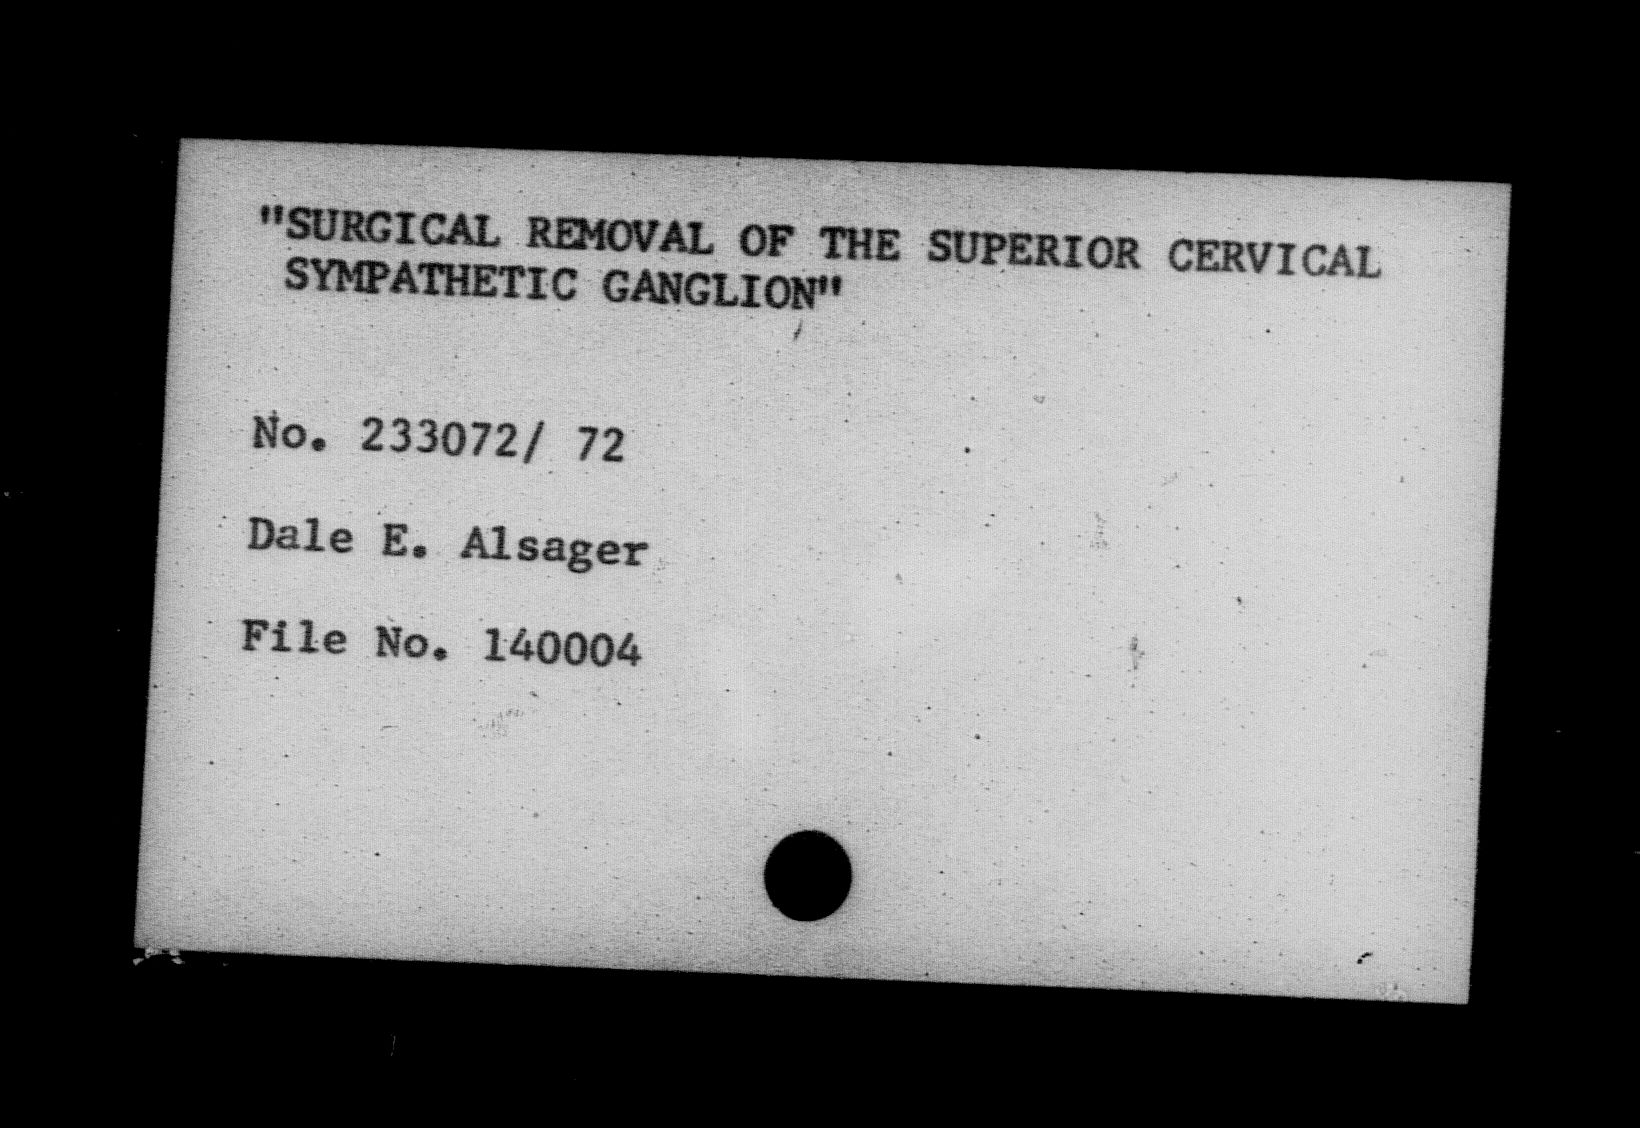 "SURGICAL REMOVAL OF THE SUPERIOR CERVICAL
SYMPATHETIC GANGLION"
No. 233072/ 72
Dale E. Alsager
File No. 140004